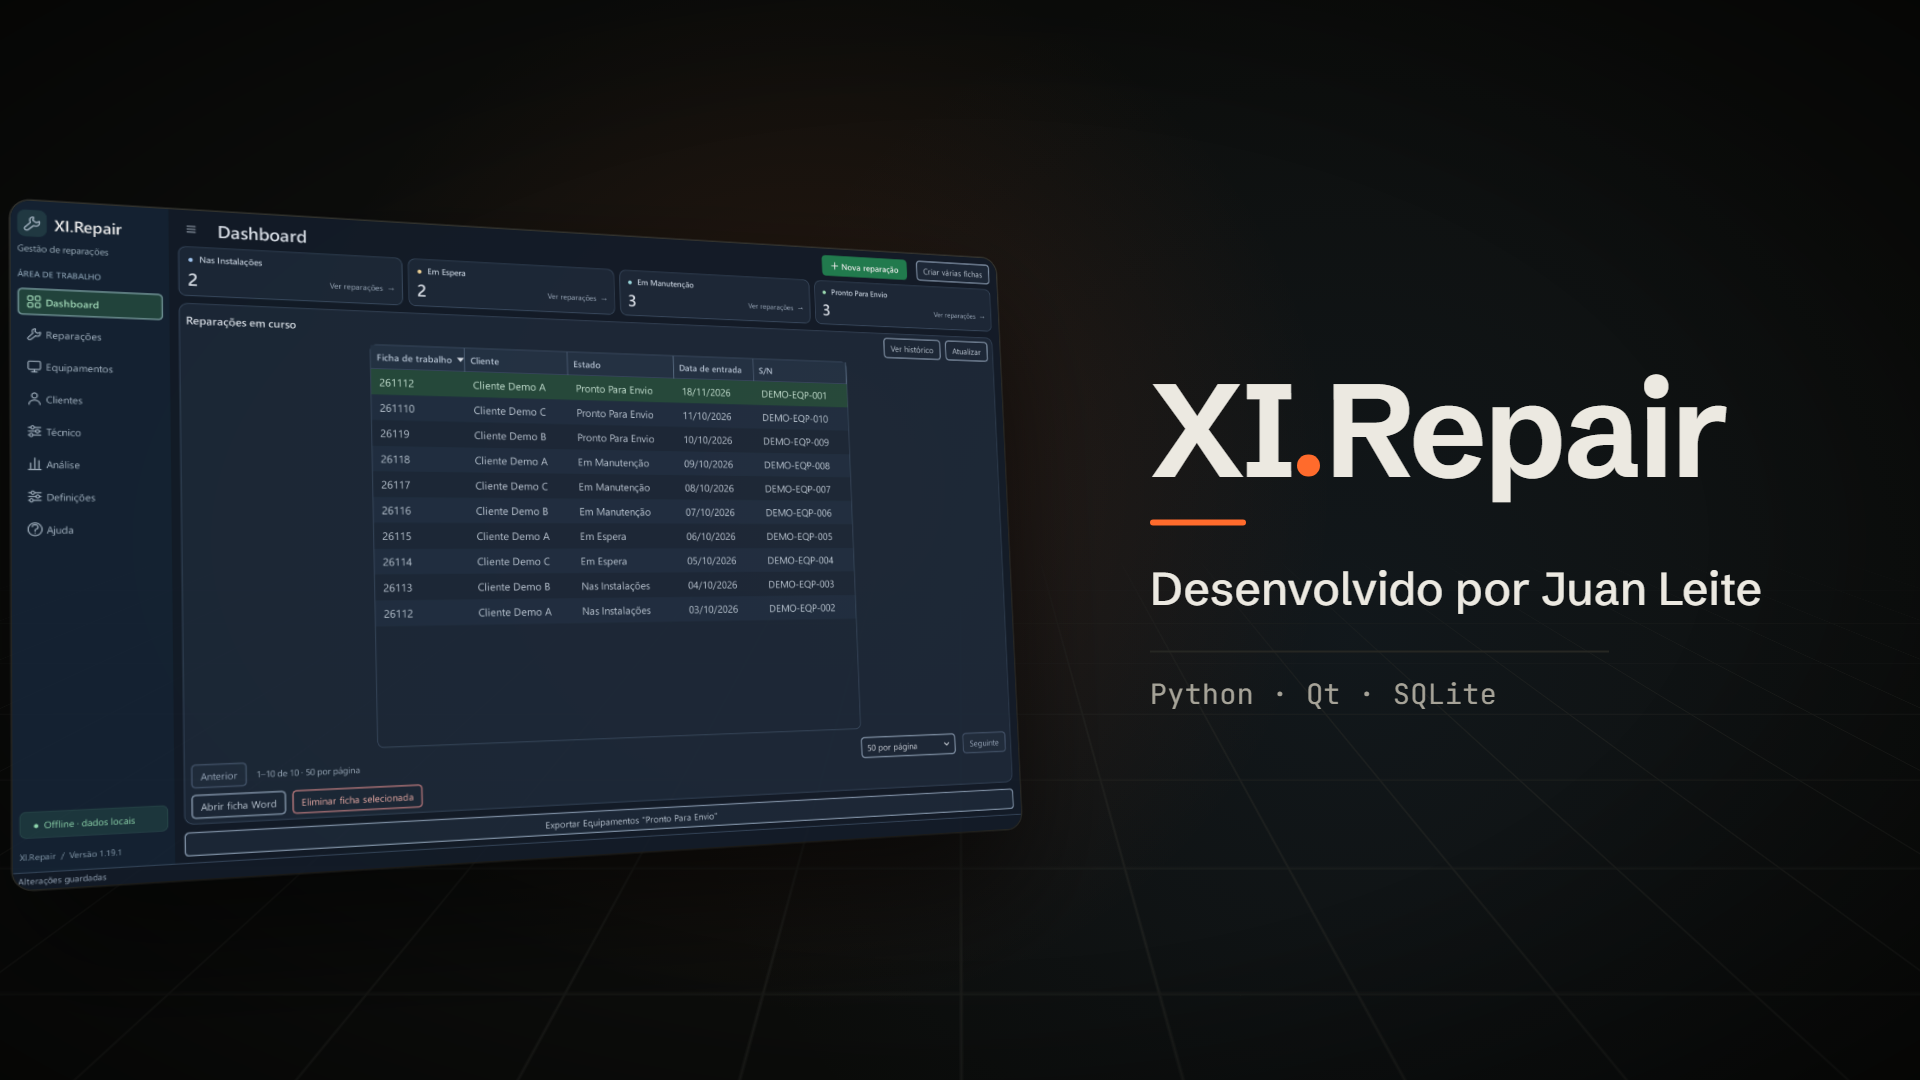 XI.Repair
Gestão de reparações
ÁREA DE TRABALHO
Dashboard
Reparações
Equipamentos
Clientes
Técnico
Análise
Definições
Ajuda
Offline · dados locais
XI.Repair / Versão 1.19.1
Alterações guardadas
Dashboard
+ Nova reparação
Criar várias fichas
Nas Instalações
2
Ver reparações →
Em Espera
2
Ver reparações →
Em Manutenção
3
Ver reparações →
Pronto Para Envio
3
Ver reparações →
Reparações em curso
Ver histórico
Atualizar
Ficha de trabalho Cliente Estado Data de entrada S/N
261112 Cliente Demo A Pronto Para Envio 18/11/2026 DEMO-EQP-001
261110 Cliente Demo C Pronto Para Envio 11/10/2026 DEMO-EQP-010
26119 Cliente Demo B Pronto Para Envio 10/10/2026 DEMO-EQP-009
26118 Cliente Demo A Em Manutenção 09/10/2026 DEMO-EQP-008
26117 Cliente Demo C Em Manutenção 08/10/2026 DEMO-EQP-007
26116 Cliente Demo B Em Manutenção 07/10/2026 DEMO-EQP-006
26115 Cliente Demo A Em Espera 06/10/2026 DEMO-EQP-005
26114 Cliente Demo C Em Espera 05/10/2026 DEMO-EQP-004
26113 Cliente Demo B Nas Instalações 04/10/2026 DEMO-EQP-003
26112 Cliente Demo A Nas Instalações 03/10/2026 DEMO-EQP-002
50 por página
Seguinte
Anterior
1–10 de 10 · 50 por página
Abrir ficha Word
Eliminar ficha selecionada
Exportar Equipamentos "Pronto Para Envio"
XI.Repair
Desenvolvido por Juan Leite
Python · Qt · SQLite